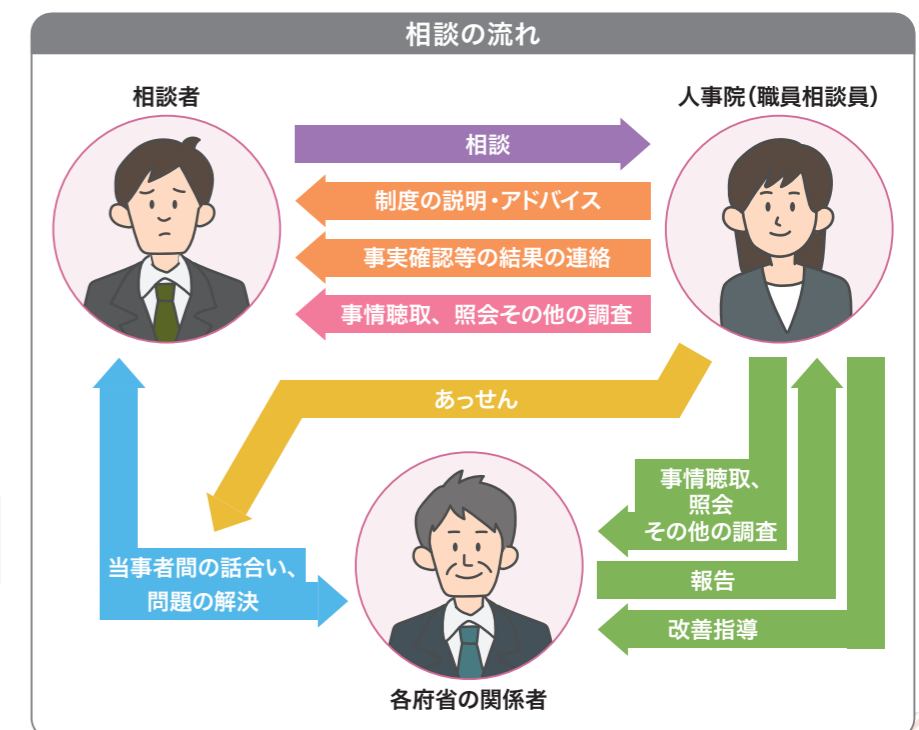 相談の流れ
相談者
人事院(職員相談員)
相談
制度の説明・アドバイス
事実確認等の結果の連絡
事情聴取、照会その他の調査
あっせん
事情聴取、
照会
その他の調査
当事者間の話合い、
問題の解決
報告
改善指導
各府省の関係者